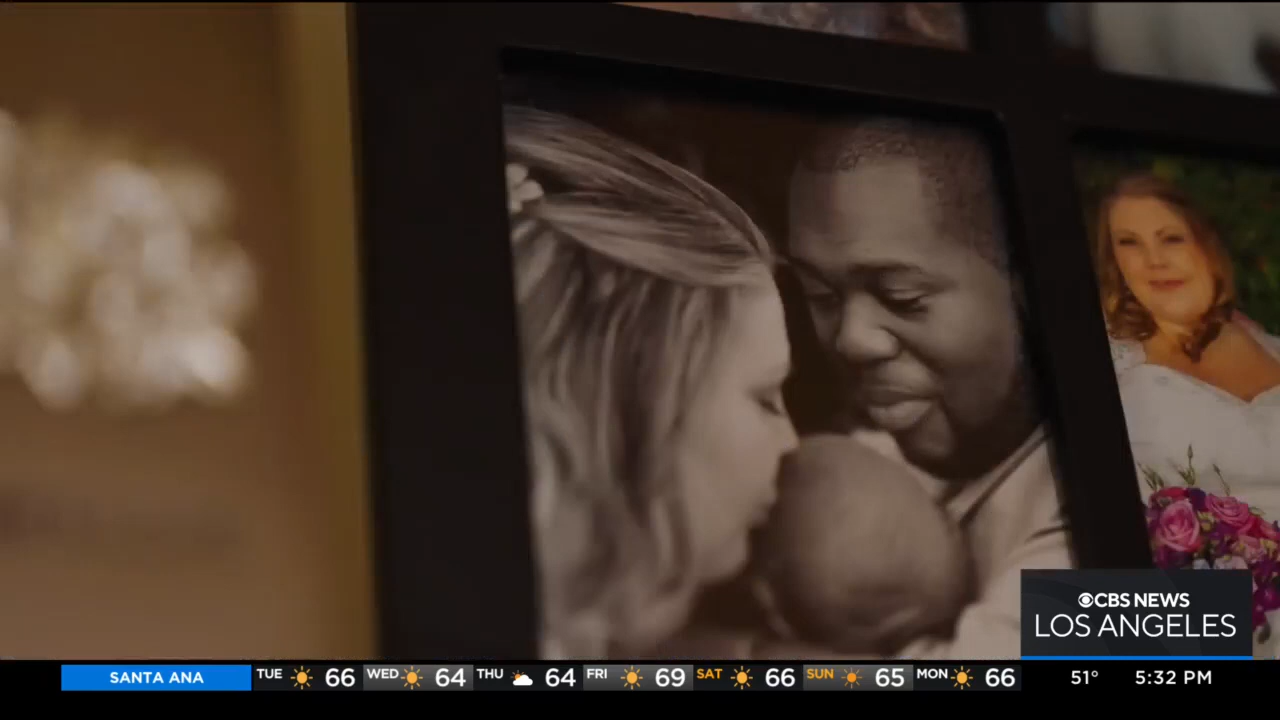 CBS NEWS
LOS ANGELES
SANTA ANA TUE 66 WED 64 THU 64 FRI 69 SAT 66 SUN 65 MON 66 51° 5:32 PM